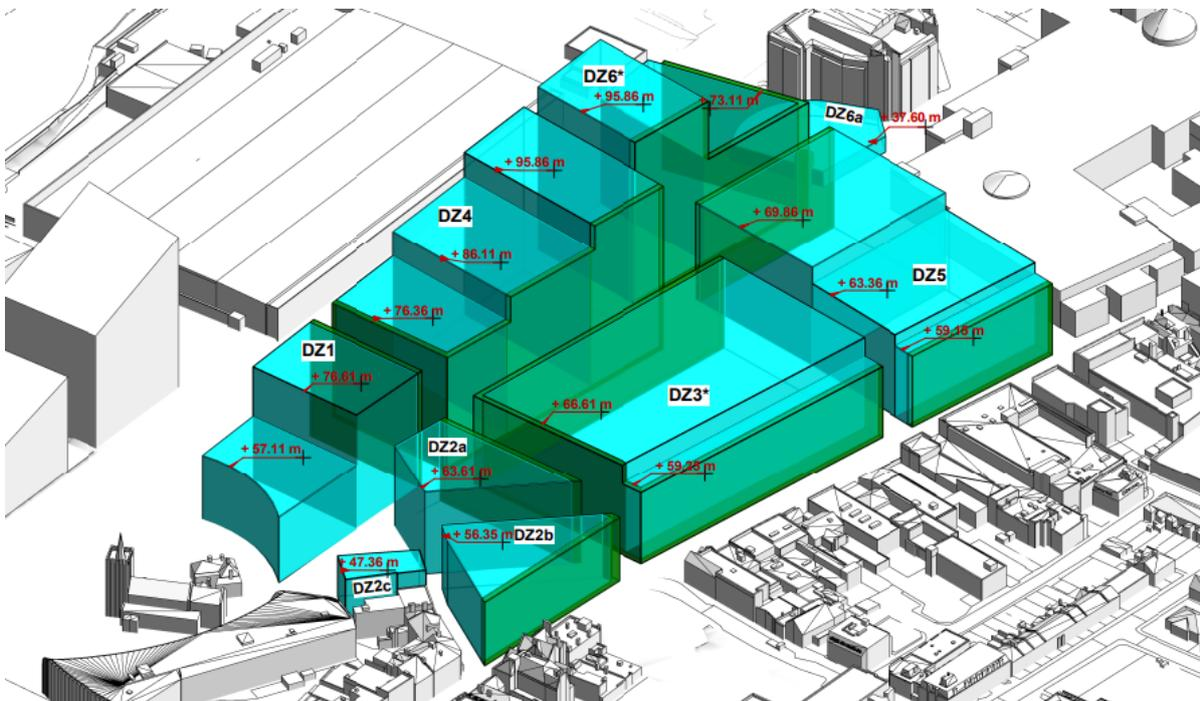 DZ6*
+ 95.86 m
+ 73.11 m
DZ6a
+ 37.60 m
+ 95.86 m
DZ4
+ 69.86 m
+ 86.11 m
DZ5
+ 63.36 m
+ 76.36 m
+ 59.15 m
DZ1
+ 76.61 m
DZ3*
+ 66.61 m
DZ2a
+ 57.11 m
+ 63.61 m
+ 59.23 m
+ 56.35 m
DZ2b
+ 47.36 m
DZ2c